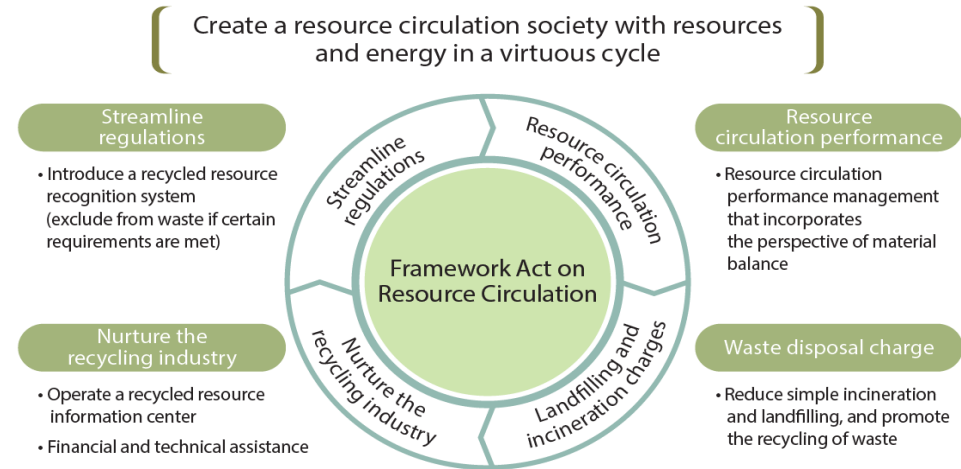 Create a resource circulation society with resources
and energy in a virtuous cycle
Streamline
regulations
• Introduce a recycled resource
recognition system
(exclude from waste if certain
requirements are met)
Nurture the
recycling industry
• Operate a recycled resource
information center
• Financial and technical assistance
Streamline
regulations
Resource circulation
performance
Framework Act on
Resource Circulation
Nurture the
recycling industry
Landfilling and
incineration charges
Resource
circulation performance
• Resource circulation
performance management
that incorporates
the perspective of material
balance
Waste disposal charge
• Reduce simple incineration
and landfilling, and promote
the recycling of waste